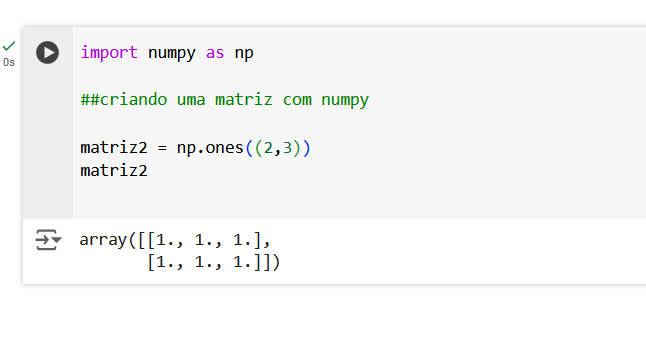 import numpy as np
0s
##criando uma matriz com numpy
matriz2 = np.ones((2,3))
matriz2
array([[1., 1., 1.],
       [1., 1., 1.]])